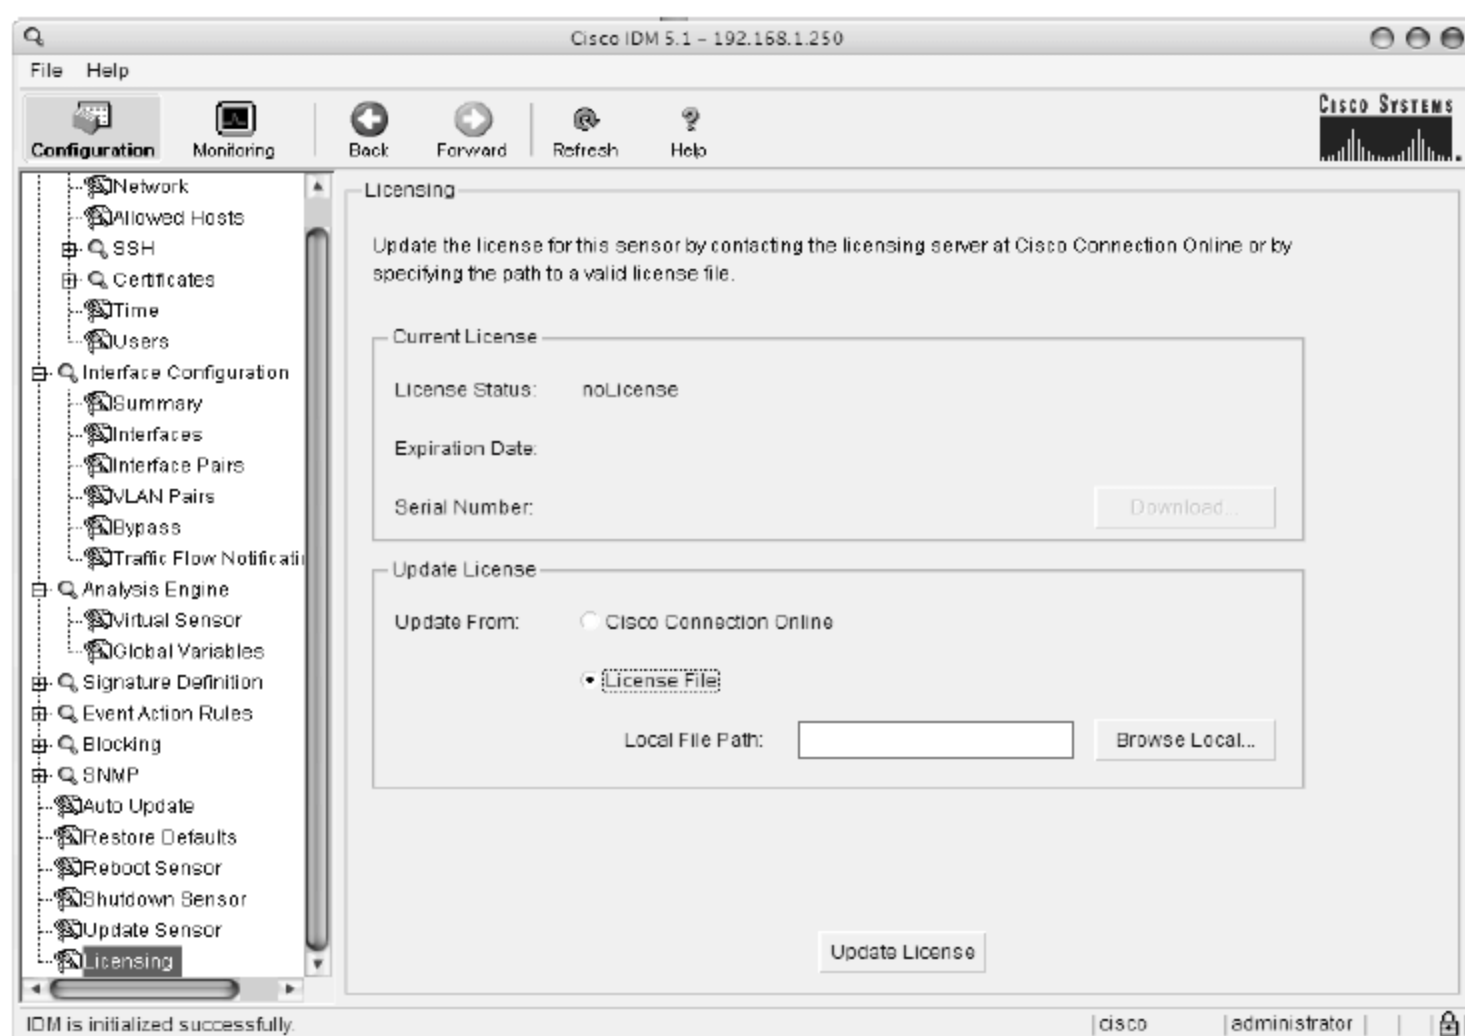 Cisco IDM 5.1 – 192.168.1.250
File Help
Configuration Monitoring Back Forward Refresh Help
CISCO SYSTEMS
Network
Allowed Hosts
SSH
Certificates
Time
Users
Interface Configuration
Summary
Interfaces
Interface Pairs
VLAN Pairs
Bypass
Traffic Flow Notificati
Analysis Engine
Virtual Sensor
Global Variables
Signature Definition
Event Action Rules
Blocking
SNMP
Auto Update
Restore Defaults
Reboot Sensor
Shutdown Sensor
Update Sensor
Licensing
Licensing
Update the license for this sensor by contacting the licensing server at Cisco Connection Online or by
specifying the path to a valid license file.
Current License
License Status: noLicense
Expiration Date:
Serial Number:
Download...
Update License
Update From: Cisco Connection Online
License File
Local File Path: Browse Local...
Update License
IDM is initialized successfully. cisco administrator